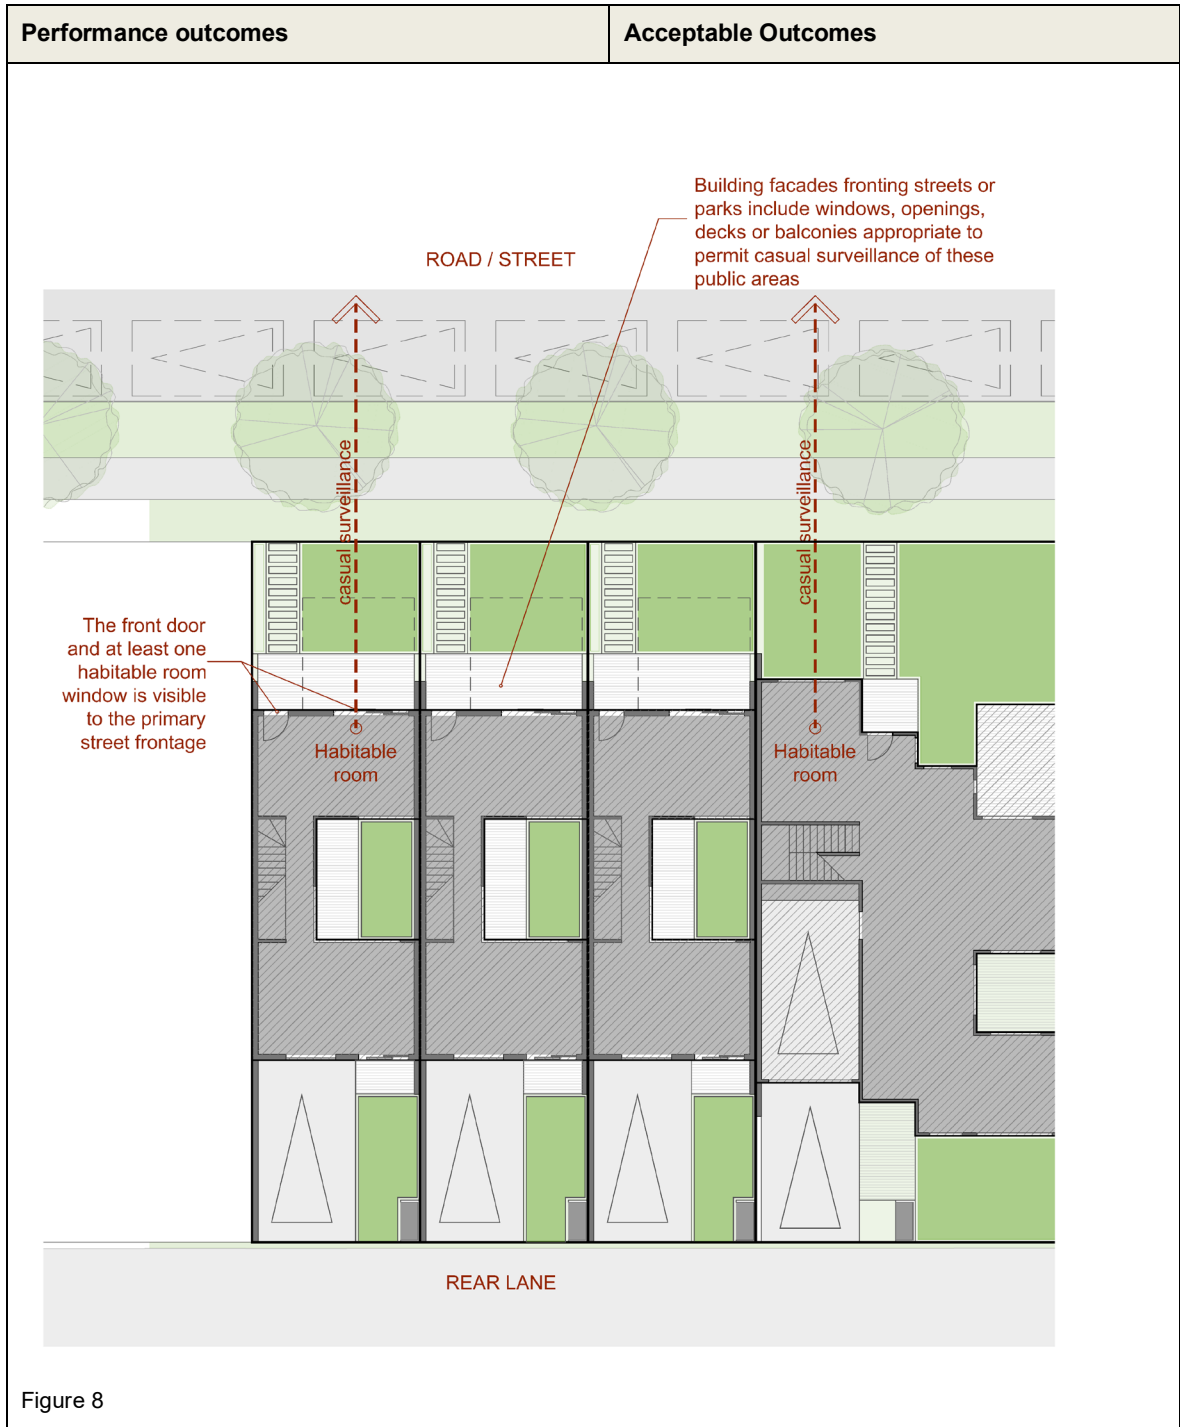 Performance outcomes
Acceptable Outcomes
Building facades fronting streets or
parks include windows, openings,
decks or balconies appropriate to
permit casual surveillance of these
public areas
ROAD / STREET
casual surveillance
casual surveillance
The front door
and at least one
habitable room
window is visible
to the primary
street frontage
Habitable
room
Habitable
room
REAR LANE
Figure 8